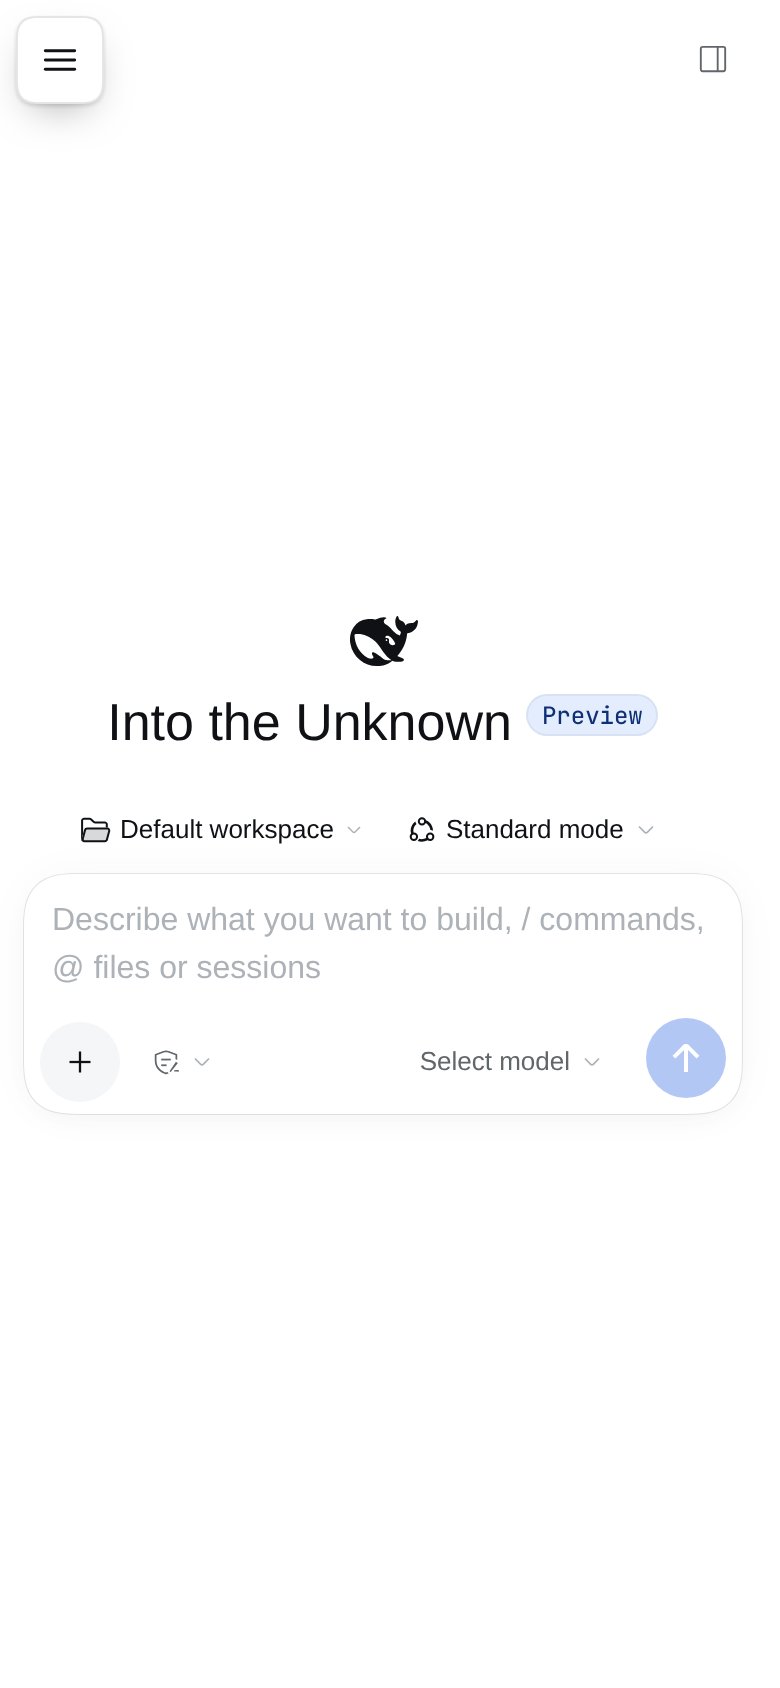 Into the Unknown Preview
Default workspace Standard mode
Describe what you want to build, / commands,
@ files or sessions
Select model